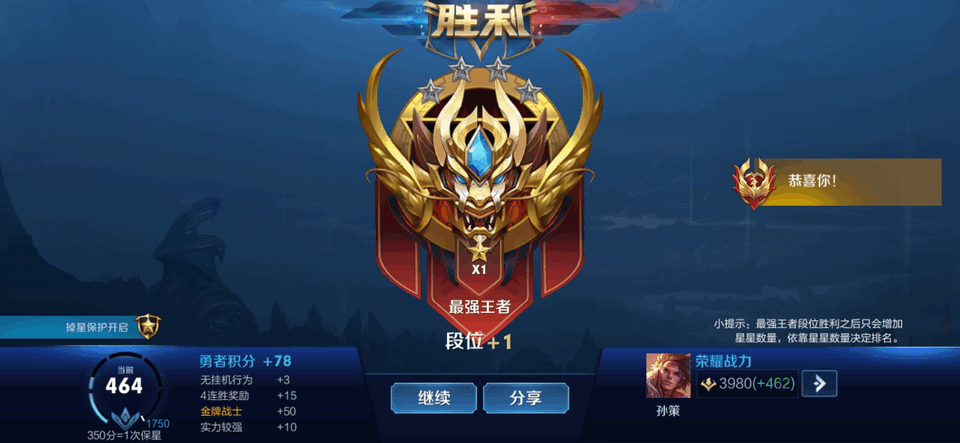 胜利
恭喜你!
X1
最强王者
段位+1
掉星保护开启
小提示：最强王者段位胜利之后只会增加
星星数量，依靠星星数量决定排名。
当前
464
1750
350分=1次保星
勇者积分 +78
无挂机行为 +3
4连胜奖励 +15
金牌战士 +50
实力较强 +10
继续
分享
荣耀战力
3980(+462)
孙策